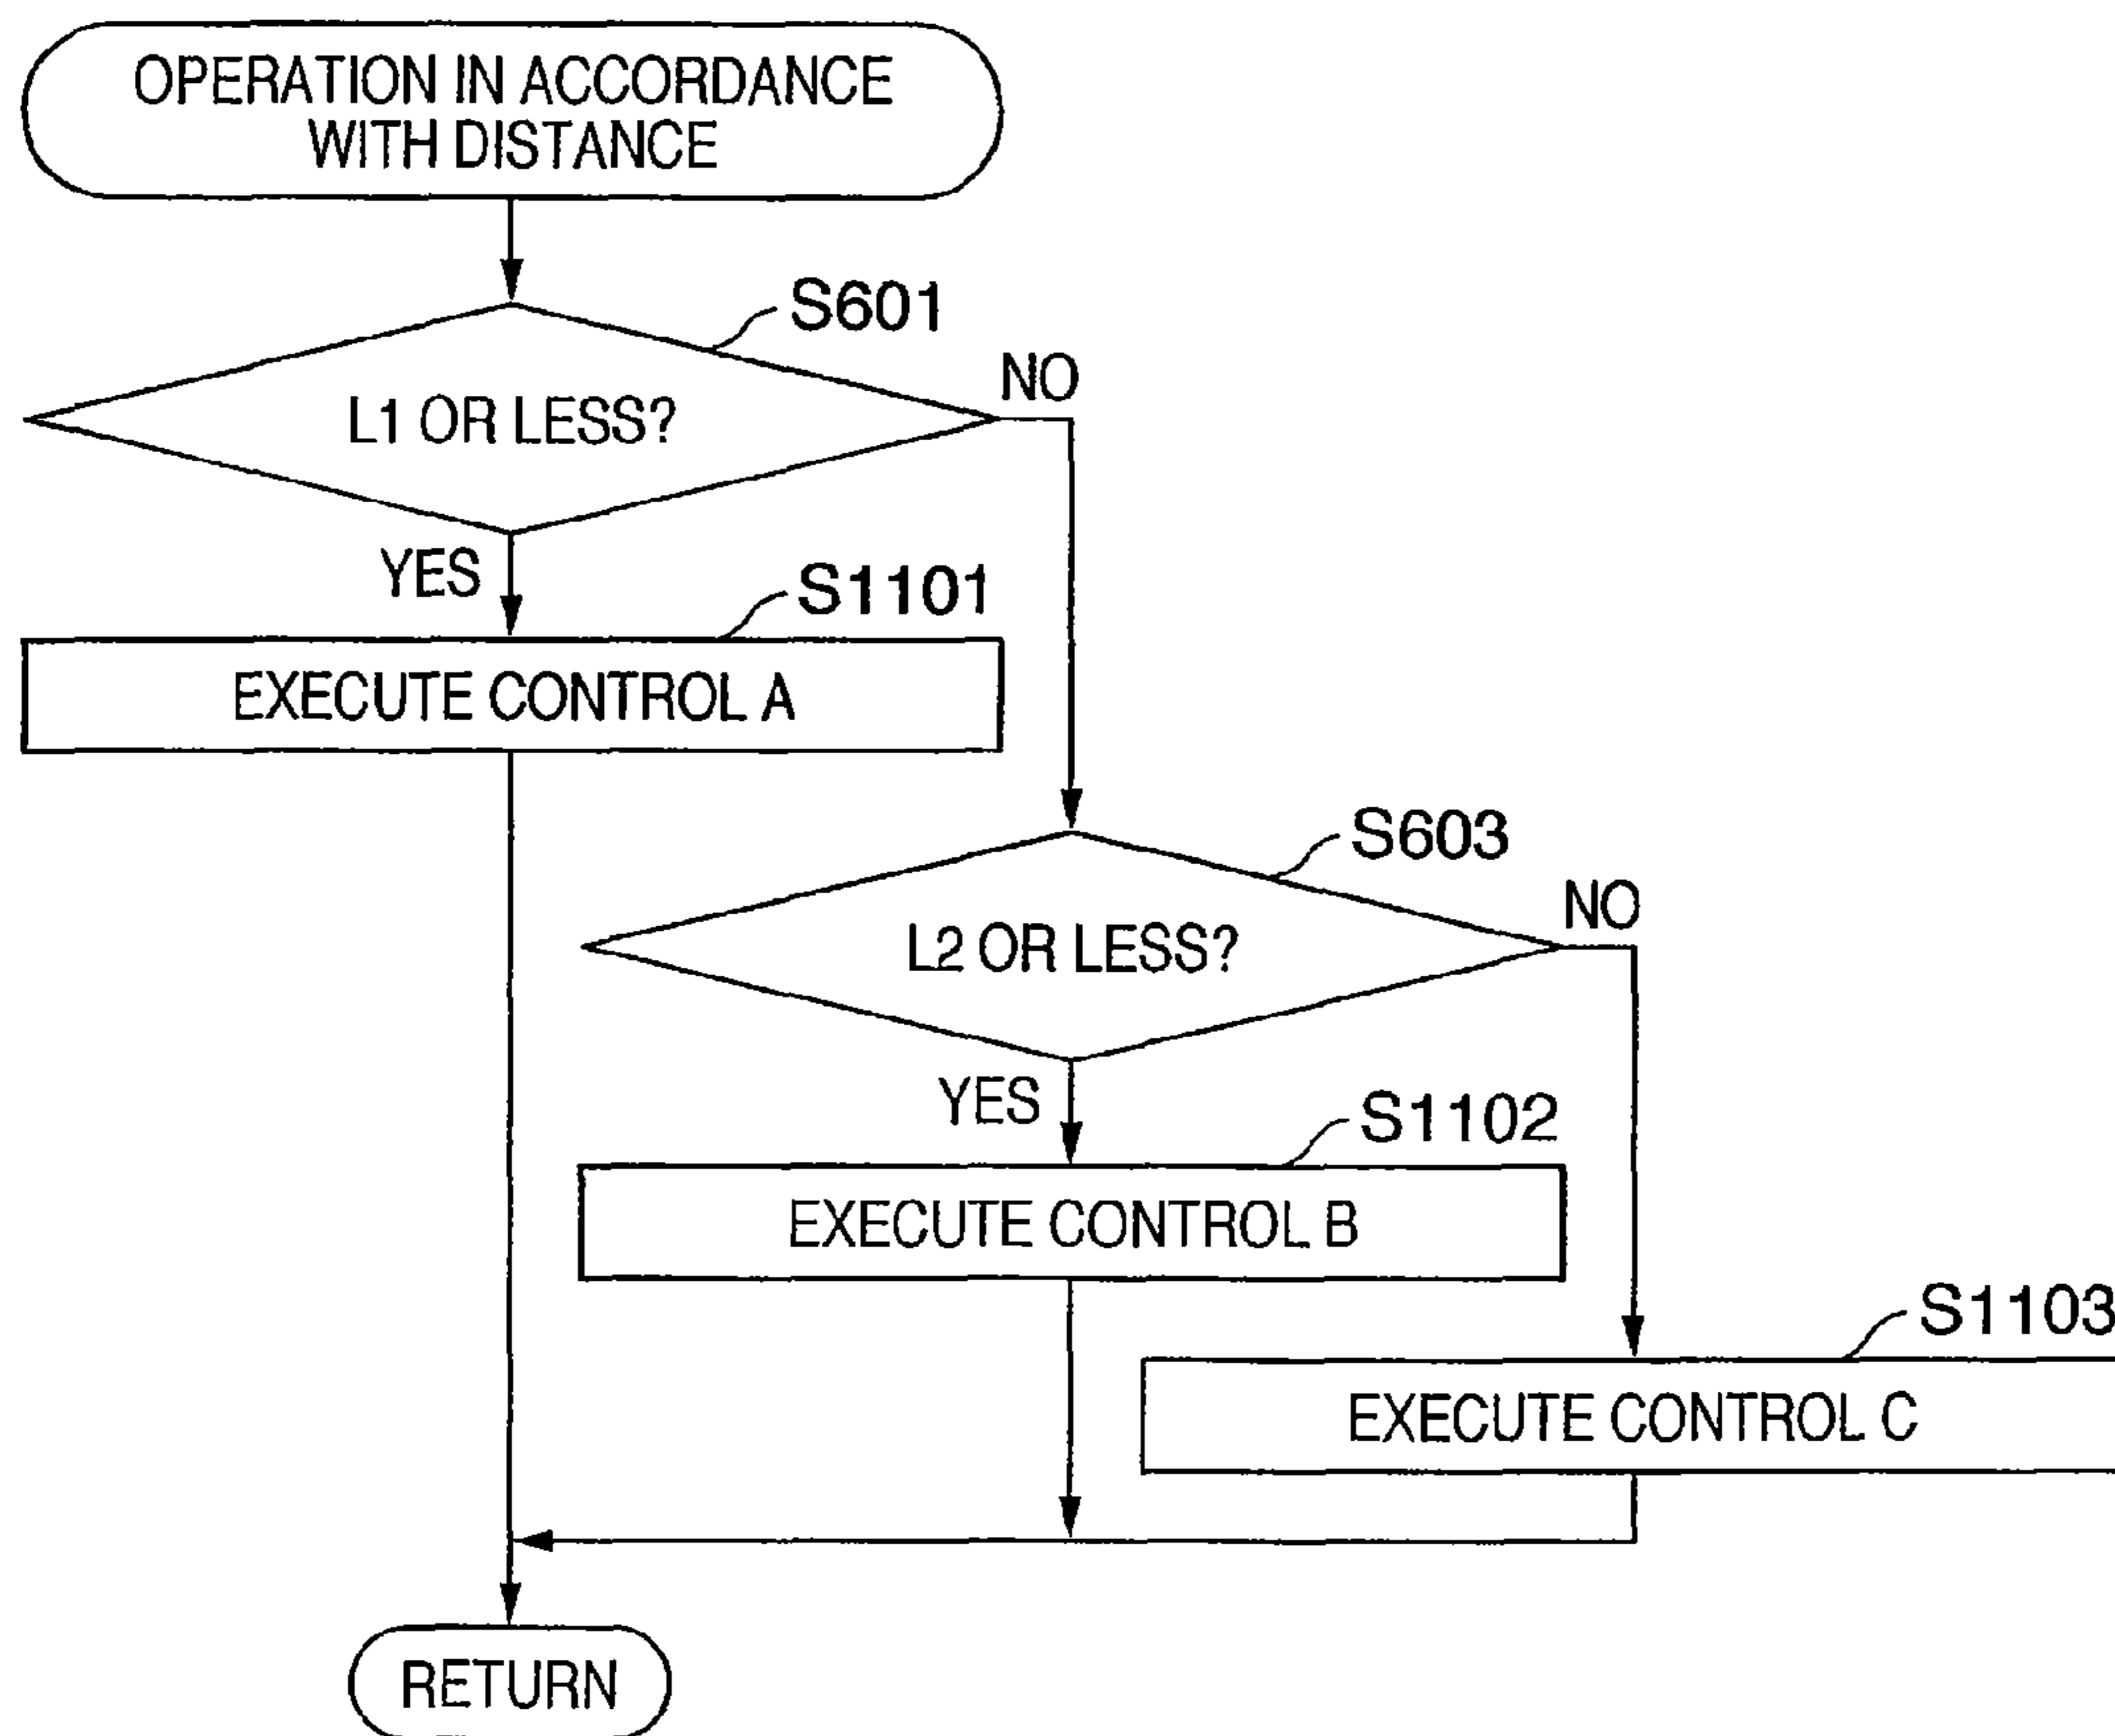 OPERATION IN ACCORDANCE
WITH DISTANCE
S601
NO
L1 OR LESS?
YES
S1101
EXECUTE CONTROL A
S603
NO
L2 OR LESS?
YES
S1102
EXECUTE CONTROL B
S1103
EXECUTE CONTROL C
RETURN